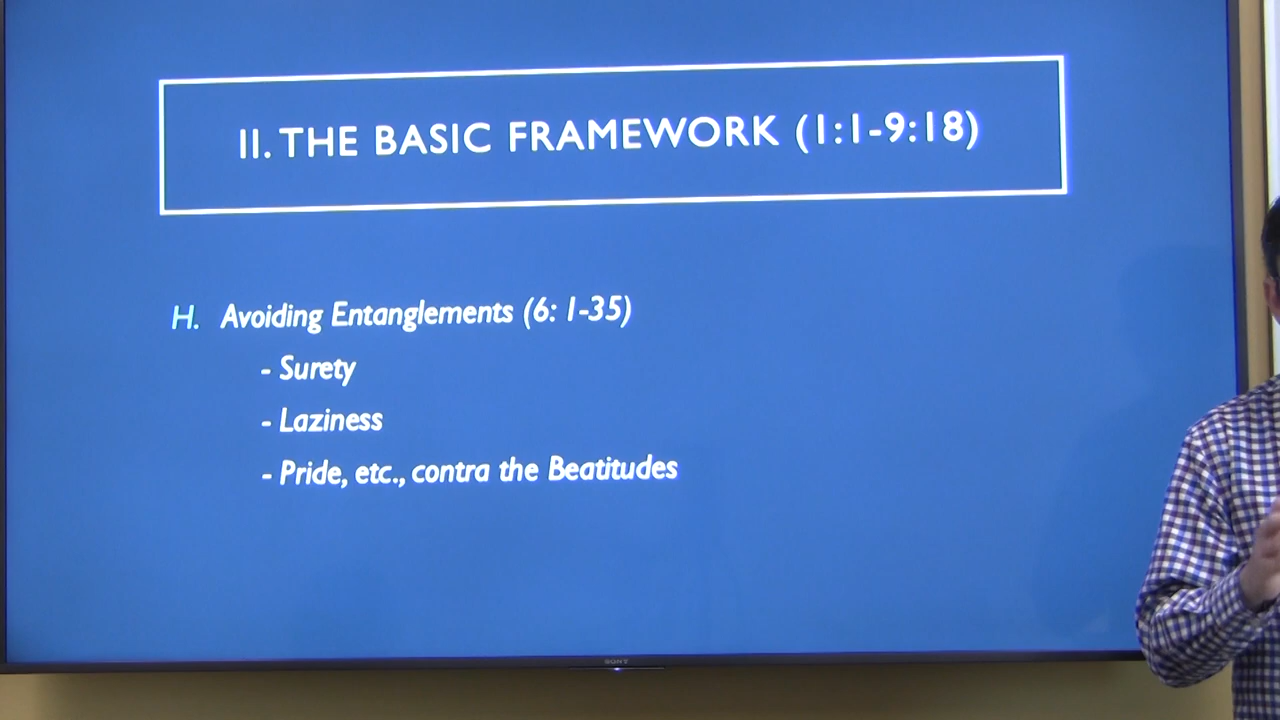 II. THE BASIC FRAMEWORK (1:1-9:18)
H. Avoiding Entanglements (6: 1-35)
- Surety
- Laziness
- Pride, etc., contra the Beatitudes
SONY